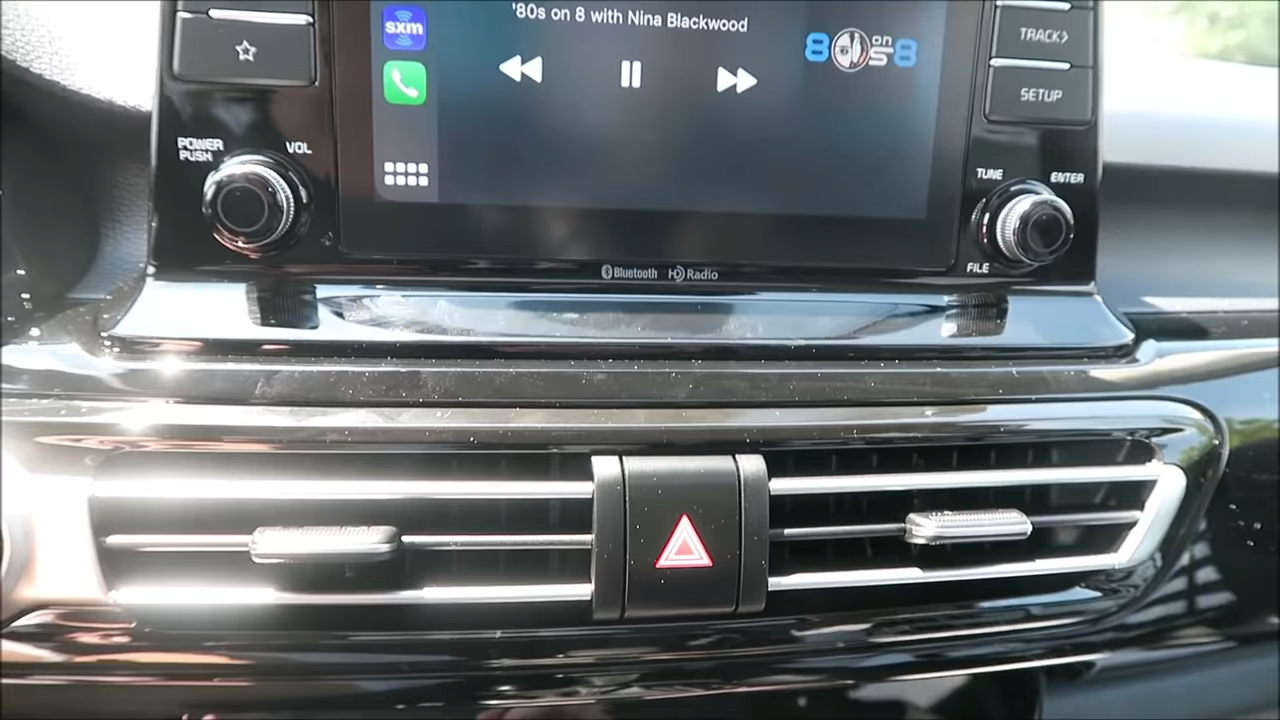 '80s on 8 with Nina Blackwood
sxm
8 on 8
80s
TRACK>
SETUP
POWER
PUSH
VOL
TUNE
ENTER
FILE
Bluetooth
HD Radio